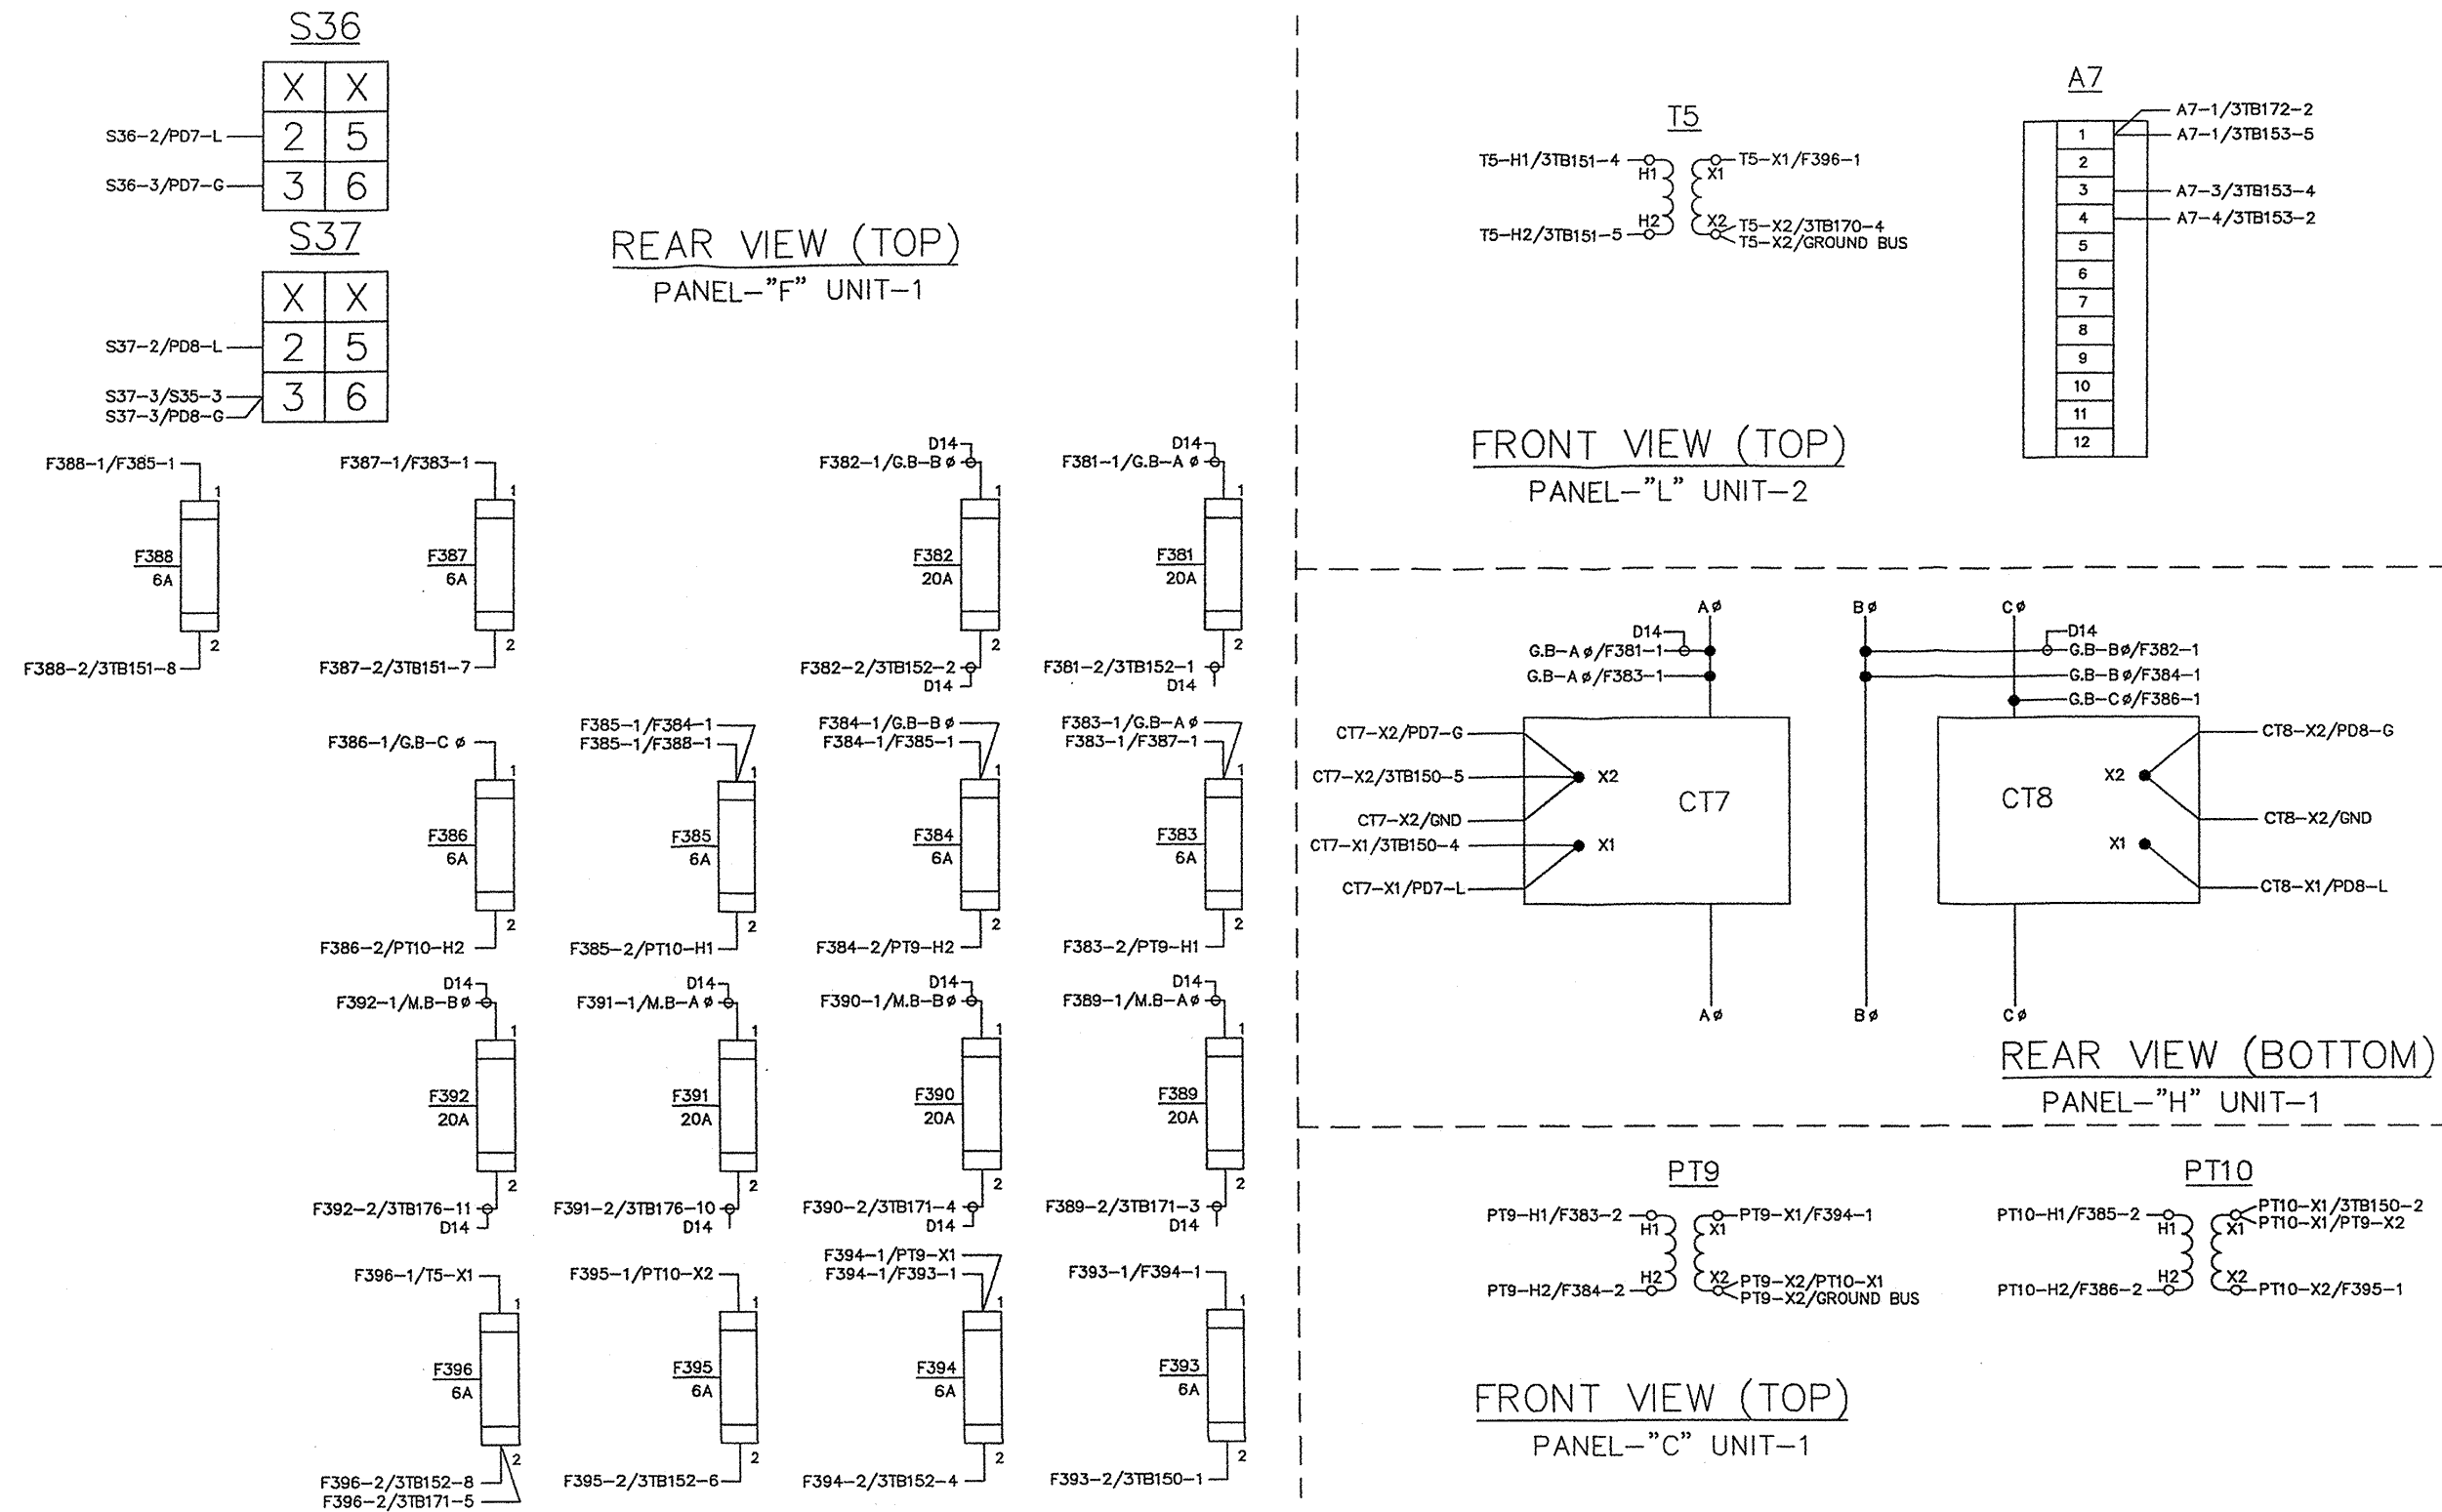 S36
X X
S36-2/PD7-L 2 5
S36-3/PD7-G 3 6
S37
X X
S37-2/PD8-L 2 5
S37-3/S35-3
3 6
S37-3/PD8-G
REAR VIEW (TOP)
PANEL-"F" UNIT-1
F388-1/F385-1
1
F388
6A
2
F388-2/3TB151-8
F387-1/F383-1
1
F387
6A
2
F387-2/3TB151-7
D14
F382-1/G.B-B ø
1
F382
20A
2
F382-2/3TB152-2
D14
D14
F381-1/G.B-A ø
1
F381
20A
2
F381-2/3TB152-1
D14
F386-1/G.B-C ø
1
F386
6A
2
F386-2/PT10-H2
F385-1/F384-1
F385-1/F388-1
1
F385
6A
2
F385-2/PT10-H1
F384-1/G.B-B ø
F384-1/F385-1
1
F384
6A
2
F384-2/PT9-H2
F383-1/G.B-A ø
F383-1/F387-1
1
F383
6A
2
F383-2/PT9-H1
D14
F392-1/M.B-B ø
1
F392
20A
2
F392-2/3TB176-11
D14
D14
F391-1/M.B-A ø
1
F391
20A
2
F391-2/3TB176-10
D14
D14
F390-1/M.B-B ø
1
F390
20A
2
F390-2/3TB171-4
D14
D14
F389-1/M.B-A ø
1
F389
20A
2
F389-2/3TB171-3
D14
F396-1/T5-X1
1
F396
6A
2
F396-2/3TB152-8
F396-2/3TB171-5
F395-1/PT10-X2
1
F395
6A
2
F395-2/3TB152-6
F394-1/PT9-X1
F394-1/F393-1
1
F394
6A
2
F394-2/3TB152-4
F393-1/F394-1
1
F393
6A
2
F393-2/3TB150-1
T5
T5-H1/3TB151-4
H1
X1
T5-X1/F396-1
T5-H2/3TB151-5
H2
X2
T5-X2/3TB170-4
T5-X2/GROUND BUS
A7
A7-1/3TB172-2
1 A7-1/3TB153-5
2
3 A7-3/3TB153-4
4 A7-4/3TB153-2
5
6
7
8
9
10
11
12
FRONT VIEW (TOP)
PANEL-"L" UNIT-2
Aø Bø Cø
D14
G.B-A ø/F381-1
G.B-A ø/F383-1
D14
G.B-Bø/F382-1
G.B-B ø/F384-1
G.B-C ø/F386-1
CT7-X2/PD7-G
CT7-X2/3TB150-5
X2
CT7
CT7-X2/GND
CT7-X1/3TB150-4
X1
CT7-X1/PD7-L
CT8
X2
X1
CT8-X2/PD8-G
CT8-X2/GND
CT8-X1/PD8-L
Aø Bø Cø
REAR VIEW (BOTTOM)
PANEL-"H" UNIT-1
PT9
PT9-H1/F383-2
H1
X1
PT9-X1/F394-1
PT9-H2/F384-2
H2
X2
PT9-X2/PT10-X1
PT9-X2/GROUND BUS
PT10
PT10-H1/F385-2
H1
X1
PT10-X1/3TB150-2
PT10-X1/PT9-X2
PT10-H2/F386-2
H2
X2
PT10-X2/F395-1
FRONT VIEW (TOP)
PANEL-"C" UNIT-1